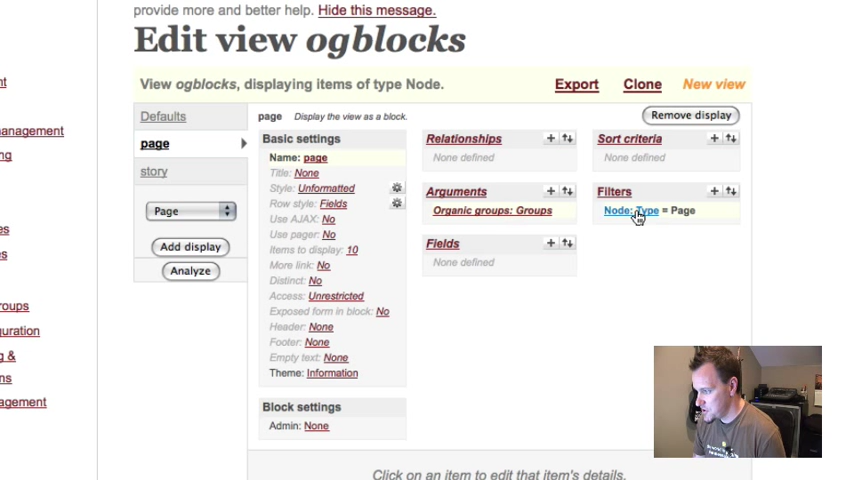 provide more and better help. Hide this message.
Edit view ogblocks
View ogblocks, displaying items of type Node.
Export
Clone
New view
Defaults
page
story
Page
Add display
Analyze
page Display the view as a block.
Remove display
Basic settings
Name: page
Title: None
Style: Unformatted
Row style: Fields
Use AJAX: No
Use pager: No
Items to display: 10
More link: No
Distinct: No
Access: Unrestricted
Exposed form in block: No
Header: None
Footer: None
Empty text: None
Theme: Information
Block settings
Admin: None
Relationships
None defined
Arguments
Organic groups: Groups
Fields
None defined
Sort criteria
None defined
Filters
Node: Type = Page
Click on an item to edit that item's details.